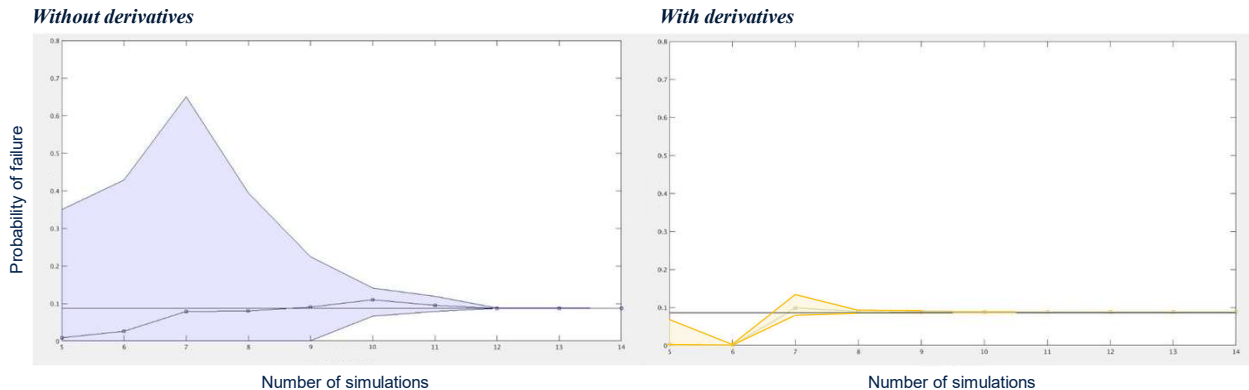 Without derivatives
With derivatives
Probability of failure
0.8
0.7
0.6
0.5
0.4
0.3
0.2
0.1
0
5 6 7 8 9 10 11 12 13 14
Number of simulations
0.8
0.7
0.6
0.5
0.4
0.3
0.2
0.1
0
5 6 7 8 9 10 11 12 13 14
Number of simulations